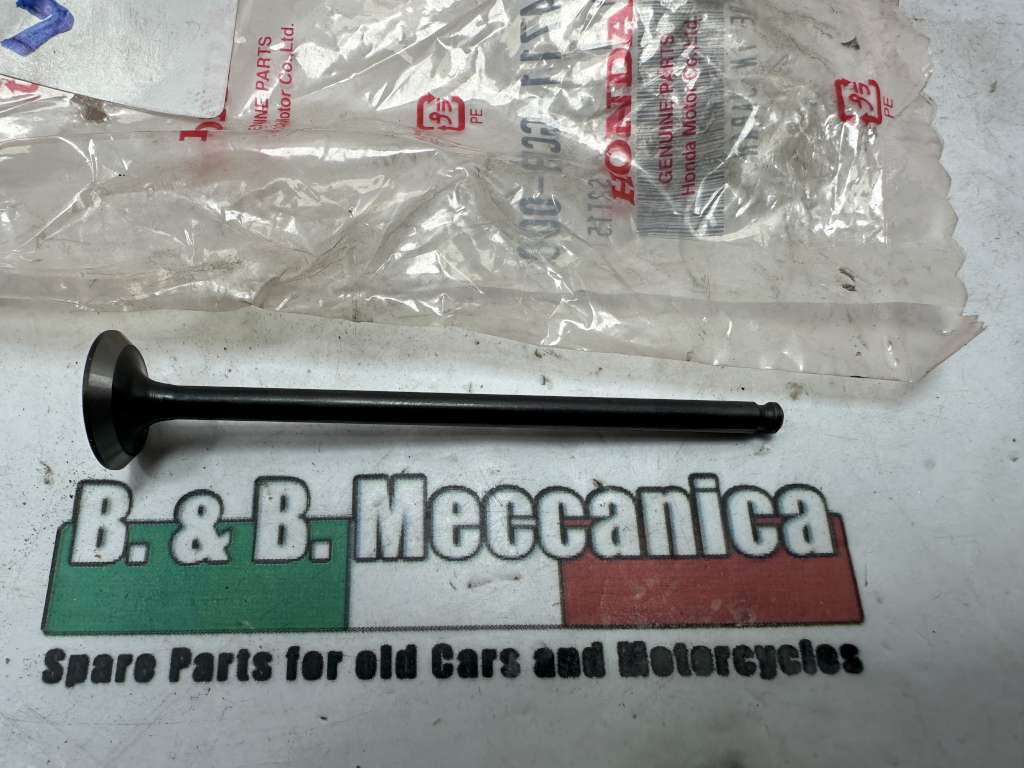 GENUINE PARTS
Honda Motor Co., Ltd.
HONDA
GENUINE PARTS
Honda Motor Co., Ltd.
PE
PE
B. & B. Meccanica
Spare Parts for old Cars and Motorcycles